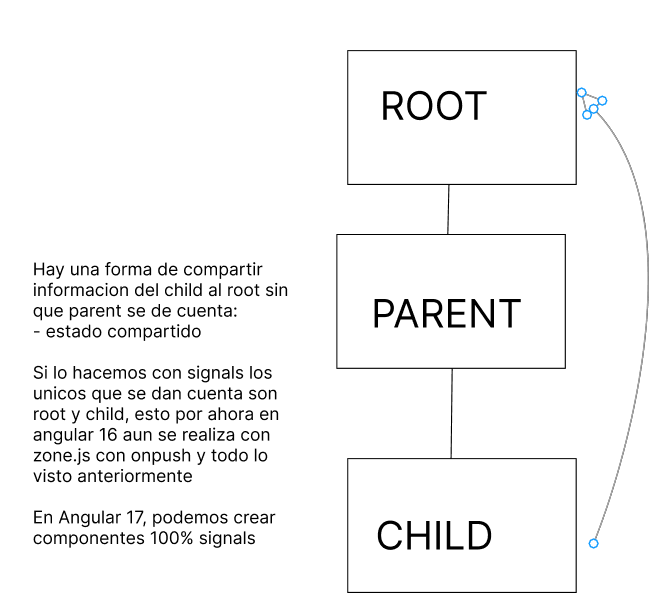 ROOT
Hay una forma de compartir
informacion del child al root sin
que parent se de cuenta:
- estado compartido
PARENT
Si lo hacemos con signals los
unicos que se dan cuenta son
root y child, esto por ahora en
angular 16 aun se realiza con
zone.js con onpush y todo lo
visto anteriormente
En Angular 17, podemos crear
componentes 100% signals
CHILD